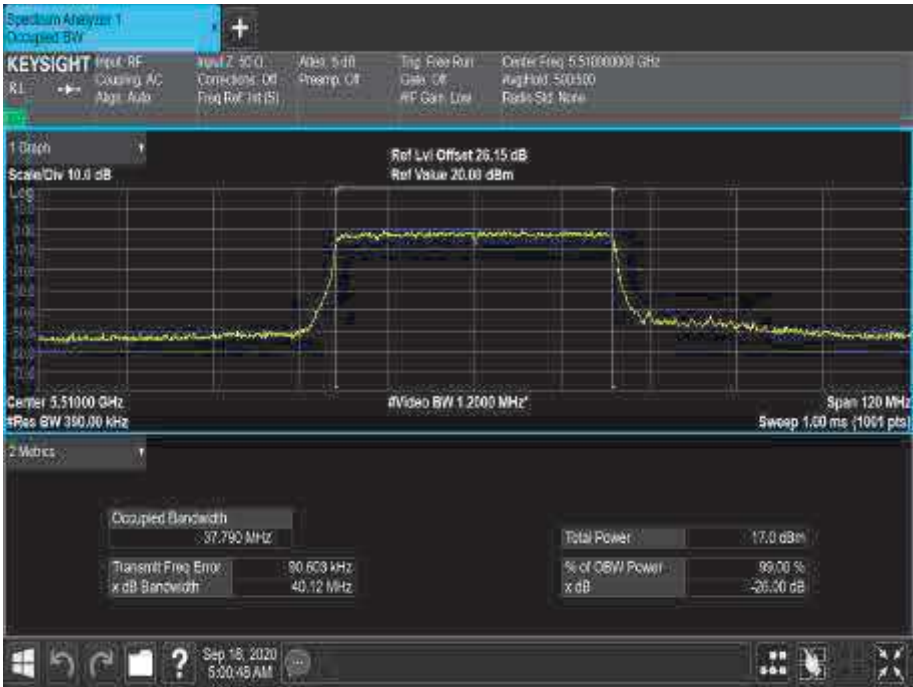 Spectrum Analyzer 1
Occupied BW
+
KEYSIGHT
Input: RF
Coupling: AC
Align: Auto
Input Z: 50 Ω
Corrections: Off
Freq Ref: Int (S)
Atten: 6 dB
Preamp: Off
Trig: Free Run
Gate: Off
#IF Gain: Low
Center Freq: 5.510000000 GHz
Avg|Hold: 500/500
Radio Std: None
1 Graph
Scale/Div 10.0 dB
Ref Lvl Offset 26.15 dB
Ref Value 20.00 dBm
Log
10.0
0.00
Center 5.51000 GHz
#Video BW 1.2000 MHz*
Span 120 MHz
#Res BW 390.00 kHz
Sweep 1.00 ms (1001 pts)
2 Metrics
Occupied Bandwidth
37.790 MHz
Total Power 17.0 dBm
Transmit Freq Error 90.603 kHz
% of OBW Power 99.00 %
x dB Bandwidth 40.12 MHz
x dB -26.00 dB
?
Sep 18, 2020
5:00:48 AM